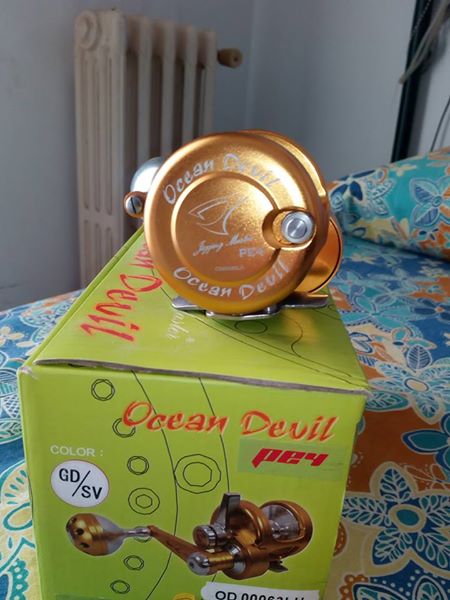 Ocean Devil
Jigging Master
PE4
Ocean Devil
Ocean Devil
Ocean Devil
PE4
COLOR :
GD/
SV